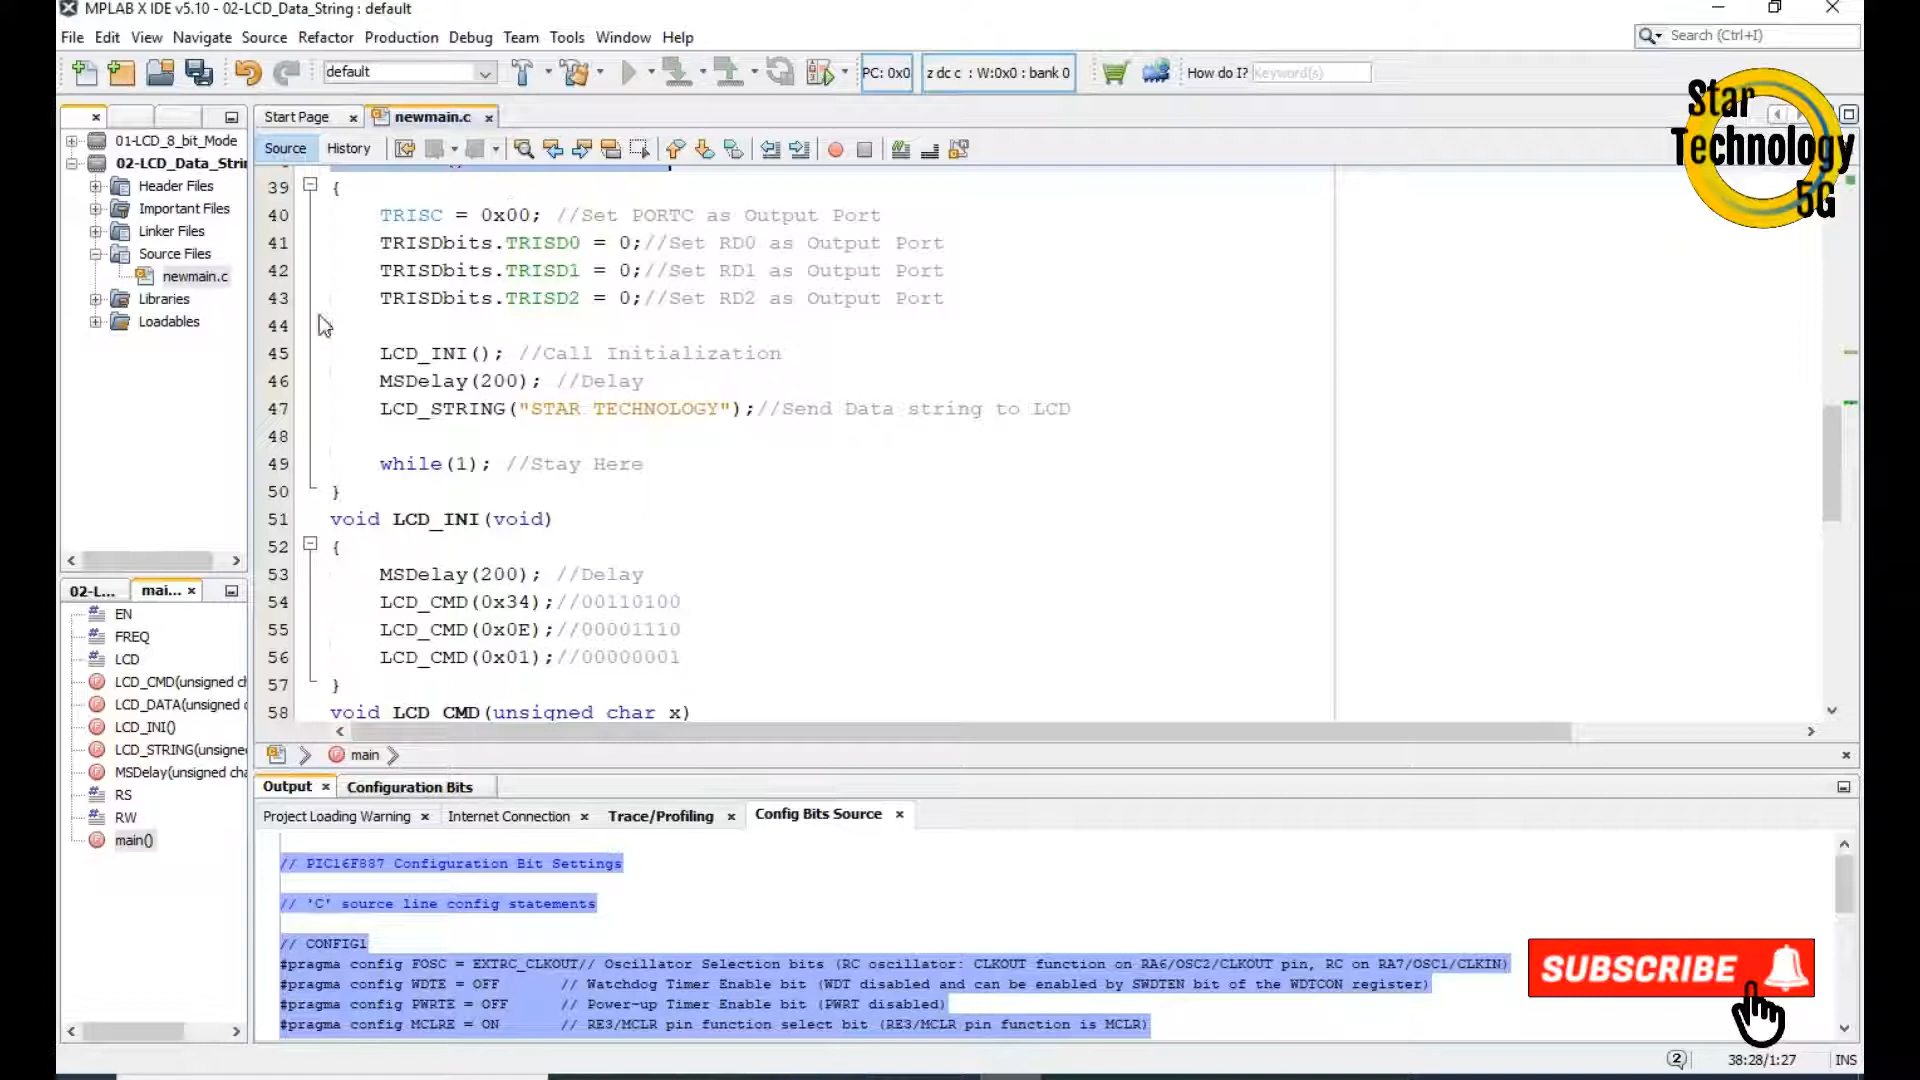 MPLAB X IDE v5.10 - 02-LCD_Data_String : default
File Edit View Navigate Source Refactor Production Debug Team Tools Window Help
Search (Ctrl+I)
default
PC: 0x0
z dc c : W:0x0 : bank 0
How do I? Keyword(s)
Star
Technology
5G
Start Page
newmain.c
Source History
01-LCD_8_bit_Mode
02-LCD_Data_Strin
Header Files
Important Files
Linker Files
Source Files
newmain.c
Libraries
Loadables
39 {
40 TRISC = 0x00; //Set PORTC as Output Port
41 TRISDbits.TRISD0 = 0;//Set RD0 as Output Port
42 TRISDbits.TRISD1 = 0;//Set RD1 as Output Port
43 TRISDbits.TRISD2 = 0;//Set RD2 as Output Port
44
45 LCD_INI(); //Call Initialization
46 MSDelay(200); //Delay
47 LCD_STRING("STAR TECHNOLOGY");//Send Data string to LCD
48
49 while(1); //Stay Here
50 }
51 void LCD_INI(void)
52 {
53 MSDelay(200); //Delay
54 LCD_CMD(0x34);//00110100
55 LCD_CMD(0x0E);//00001110
56 LCD_CMD(0x01);//00000001
57 }
58 void LCD_CMD(unsigned char x)
main
02-L... mai...
EN
FREQ
LCD
LCD_CMD(unsigned ch
LCD_DATA(unsigned c
LCD_INI()
LCD_STRING(unsigne
MSDelay(unsigned cha
RS
RW
main()
Output Configuration Bits
Project Loading Warning Internet Connection Trace/Profiling Config Bits Source
// PIC16F887 Configuration Bit Settings
// 'C' source line config statements
// CONFIG1
#pragma config FOSC = EXTRC_CLKOUT// Oscillator Selection bits (RC oscillator: CLKOUT function on RA6/OSC2/CLKOUT pin, RC on RA7/OSC1/CLKIN)
#pragma config WDTE = OFF // Watchdog Timer Enable bit (WDT disabled and can be enabled by SWDTEN bit of the WDTCON register)
#pragma config PWRTE = OFF // Power-up Timer Enable bit (PWRT disabled)
#pragma config MCLRE = ON // RE3/MCLR pin function select bit (RE3/MCLR pin function is MCLR)
SUBSCRIBE
2
38:28/1:27 INS